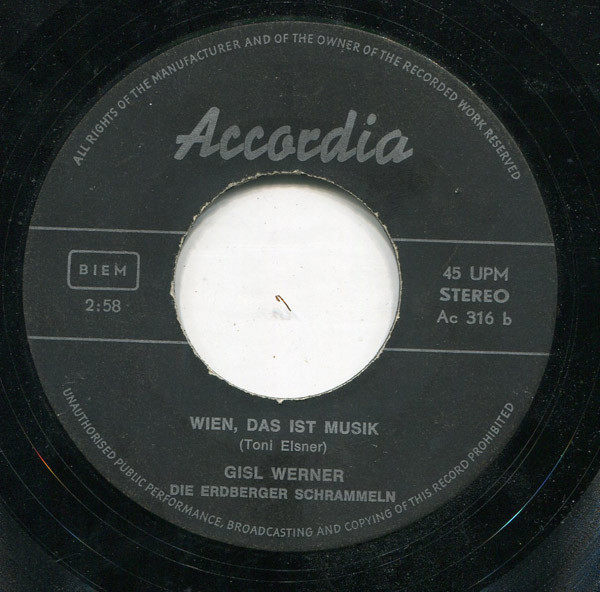 ALL RIGHTS OF THE MANUFACTURER AND OF THE OWNER OF THE RECORDED WORK RESERVED
Accordia
BIEM
2:58
45 UPM
STEREO
Ac 316 b
WIEN, DAS IST MUSIK
(Toni Elsner)
GISL WERNER
DIE ERDBERGER SCHRAMMELN
UNAUTHORISED PUBLIC PERFORMANCE, BROADCASTING AND COPYING OF THIS RECORD PROHIBITED